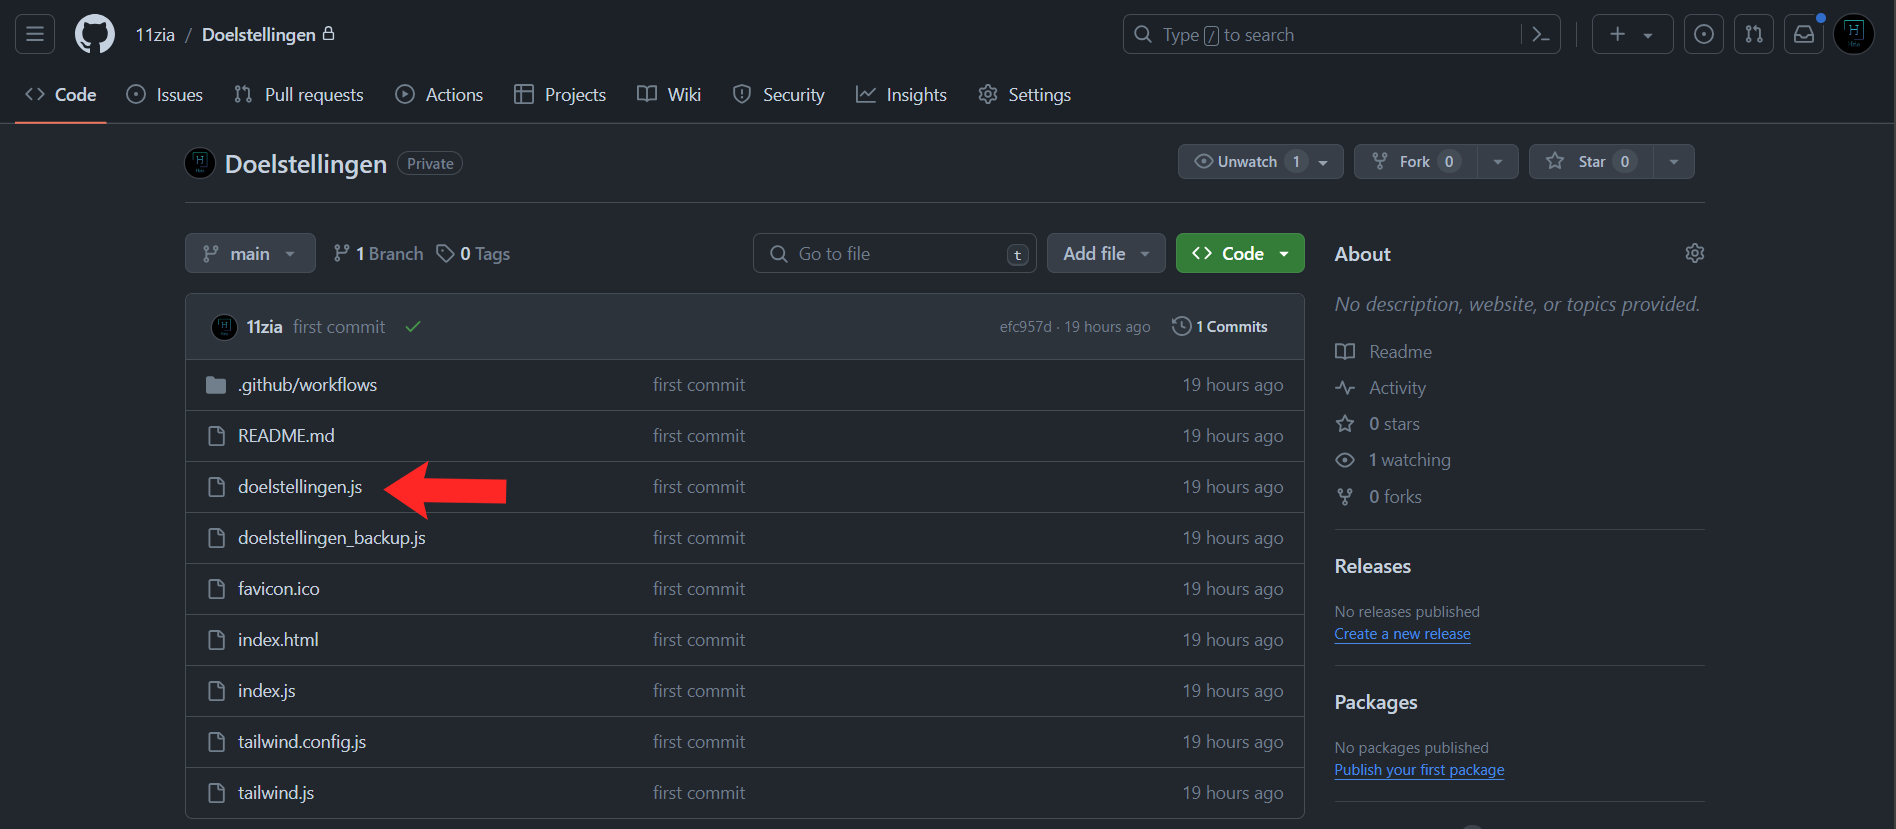 11zia / Doelstellingen
Type / to search
Code Issues Pull requests Actions Projects Wiki Security Insights Settings
Doelstellingen Private
Unwatch 1 Fork 0 Star 0
main 1 Branch 0 Tags
Go to file t
Add file Code
11zia first commit efc957d · 19 hours ago 1 Commits
.github/workflows first commit 19 hours ago
README.md first commit 19 hours ago
doelstellingen.js first commit 19 hours ago
doelstellingen_backup.js first commit 19 hours ago
favicon.ico first commit 19 hours ago
index.html first commit 19 hours ago
index.js first commit 19 hours ago
tailwind.config.js first commit 19 hours ago
tailwind.js first commit 19 hours ago
About
No description, website, or topics provided.
Readme
Activity
0 stars
1 watching
0 forks
Releases
No releases published
Create a new release
Packages
No packages published
Publish your first package